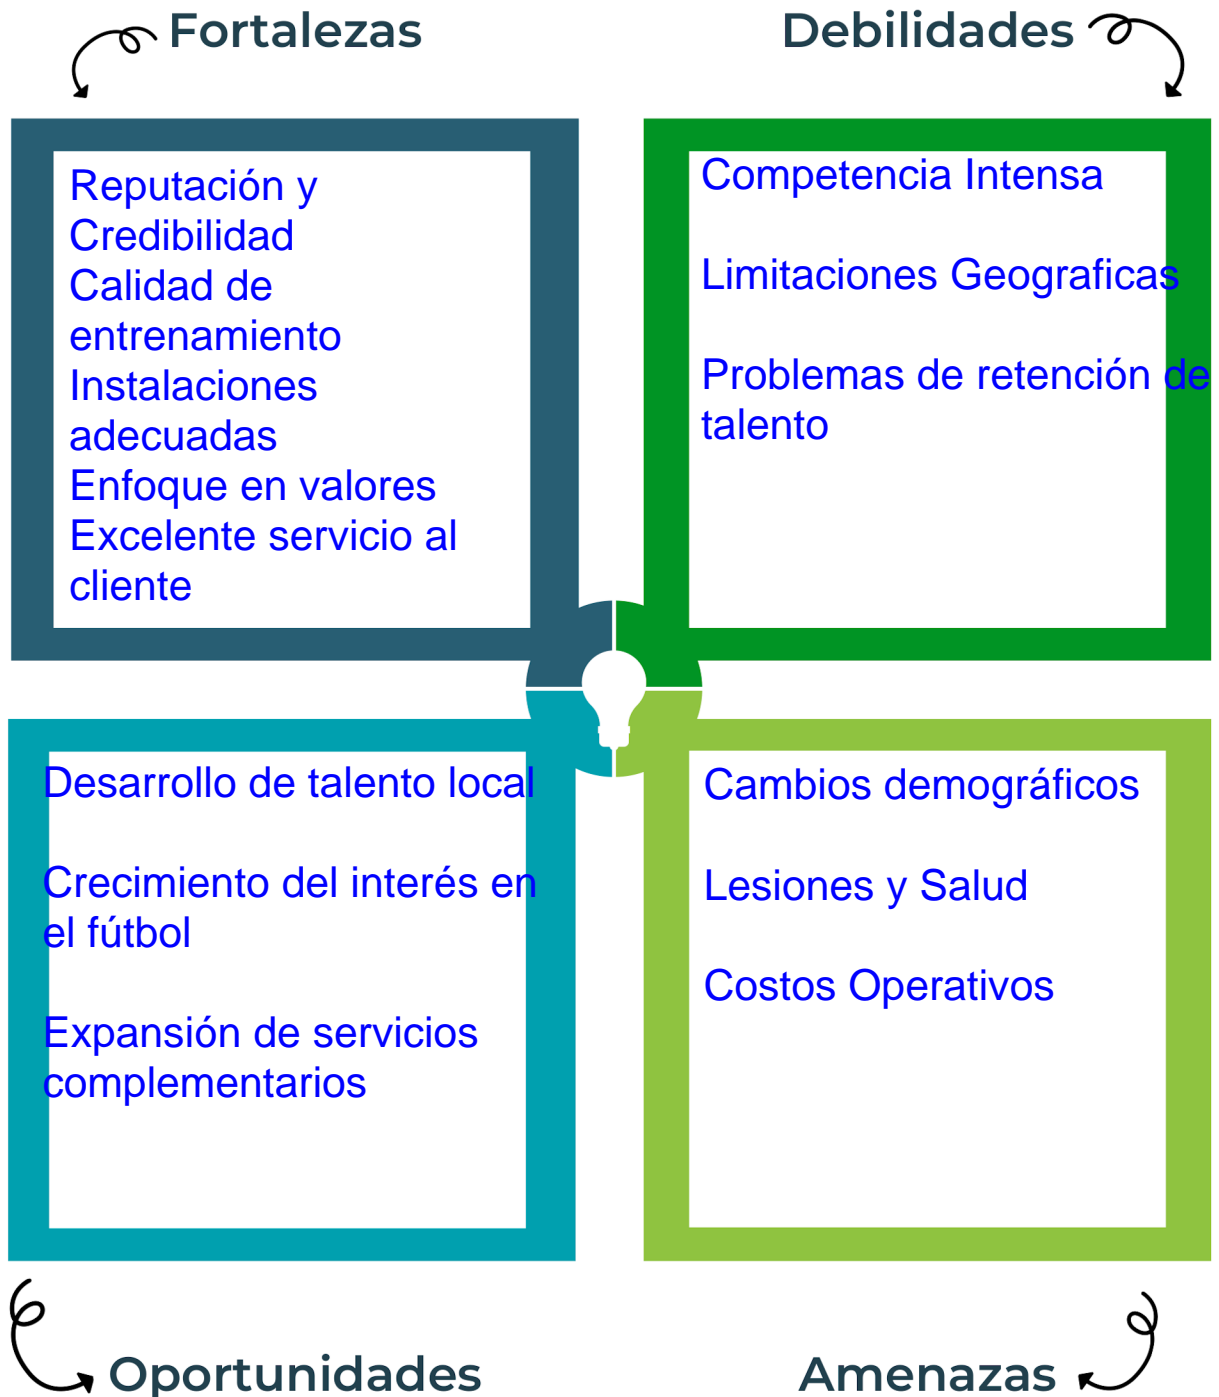 Fortalezas
Reputación y
Credibilidad
Calidad de
entrenamiento
Instalaciones
adecuadas
Enfoque en valores
Excelente servicio al
cliente
Debilidades
Competencia Intensa
Limitaciones Geograficas
Problemas de retención de
talento
Desarrollo de talento local
Crecimiento del interés en
el fútbol
Expansión de servicios
complementarios
Oportunidades
Cambios demográficos
Lesiones y Salud
Costos Operativos
Amenazas